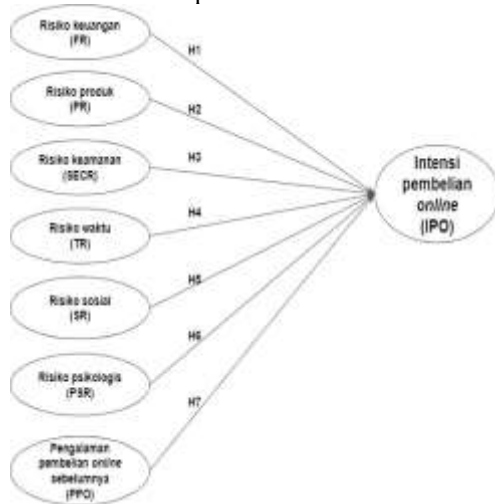 Risiko keuangan
(FR)
H1
Risiko produk
(PR)
H2
Risiko keamanan
(SECR)
H3
Risiko waktu
(TR)
H4
Risiko sosial
(SR)
H5
Risiko psikologis
(PSR)
H6
Pengalaman
pembelian online
sebelumnya
(PPO)
H7
Intensi
pembelian
online
(IPO)